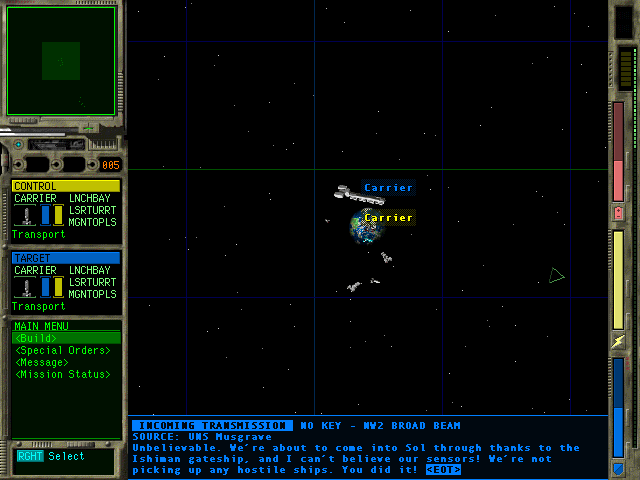 005
CONTROL
CARRIER LNCHBAY
LSRTURRT
MGNTOPLS
Transport
TARGET
CARRIER LNCHBAY
LSRTURRT
MGNTOPLS
Transport
MAIN MENU
<Build>
<Special Orders>
<Message>
<Mission Status>
RGHT Select
Carrier
Carrier
INCOMING TRANSMISSION NO KEY - NW2 BROAD BEAM
SOURCE: UNS Musgrave
Unbelievable. We're about to come into Sol through thanks to the
Ishiman gateship, and I can't believe our sensors! We're not
picking up any hostile ships. You did it! <EOT>